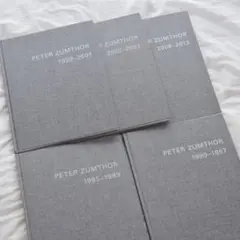 PETER ZUMTHOR
1998–2001
R ZUMTHOR
2002–2007
R ZUMTHOR
2008–2013
PETER ZUMTHOR
1985–1989
PETER ZUMTHOR
1990–1997